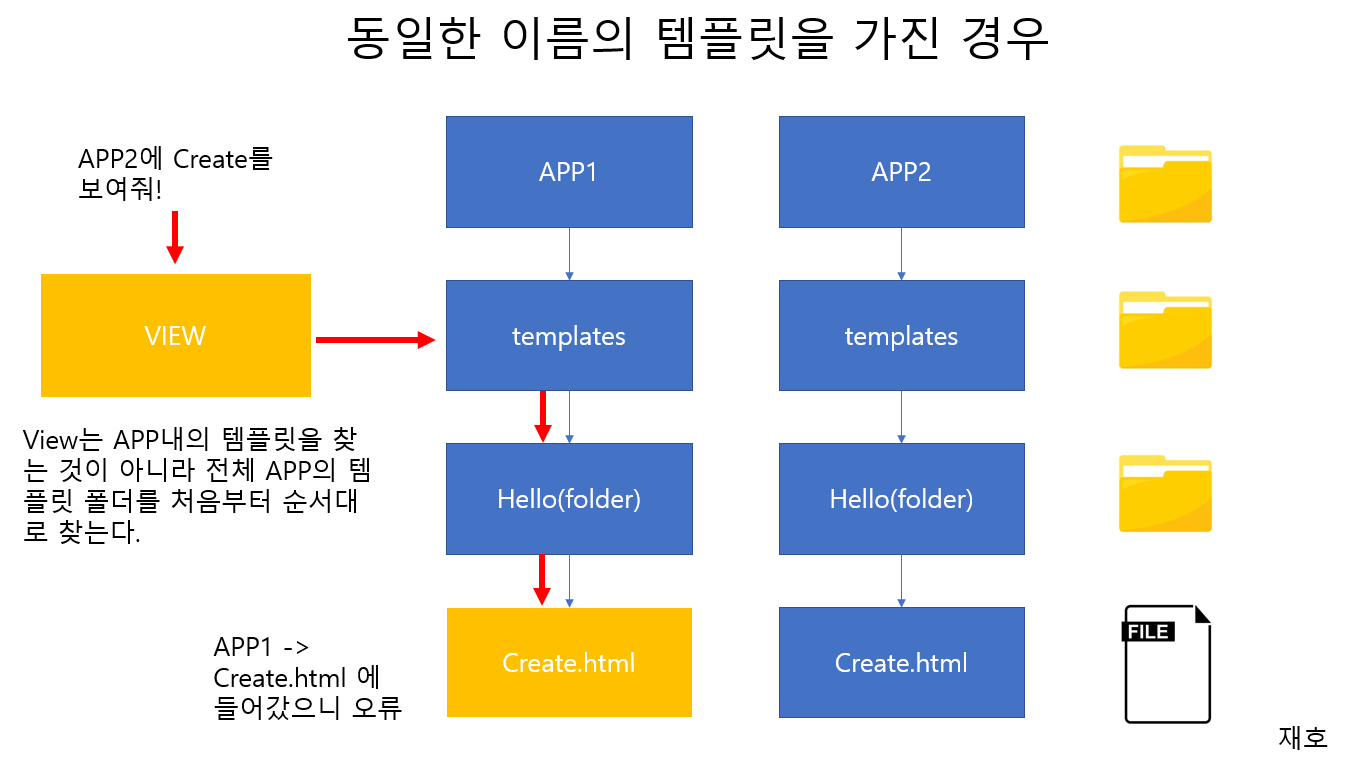 동일한 이름의 템플릿을 가진 경우
APP2에 Create를
보여줘!
VIEW
View는 APP내의 템플릿을 찾
는 것이 아니라 전체 APP의 템
플릿 폴더를 처음부터 순서대
로 찾는다.
APP1 ->
Create.html 에
들어갔으니 오류
APP1
templates
Hello(folder)
Create.html
APP2
templates
Hello(folder)
Create.html
FILE
재호